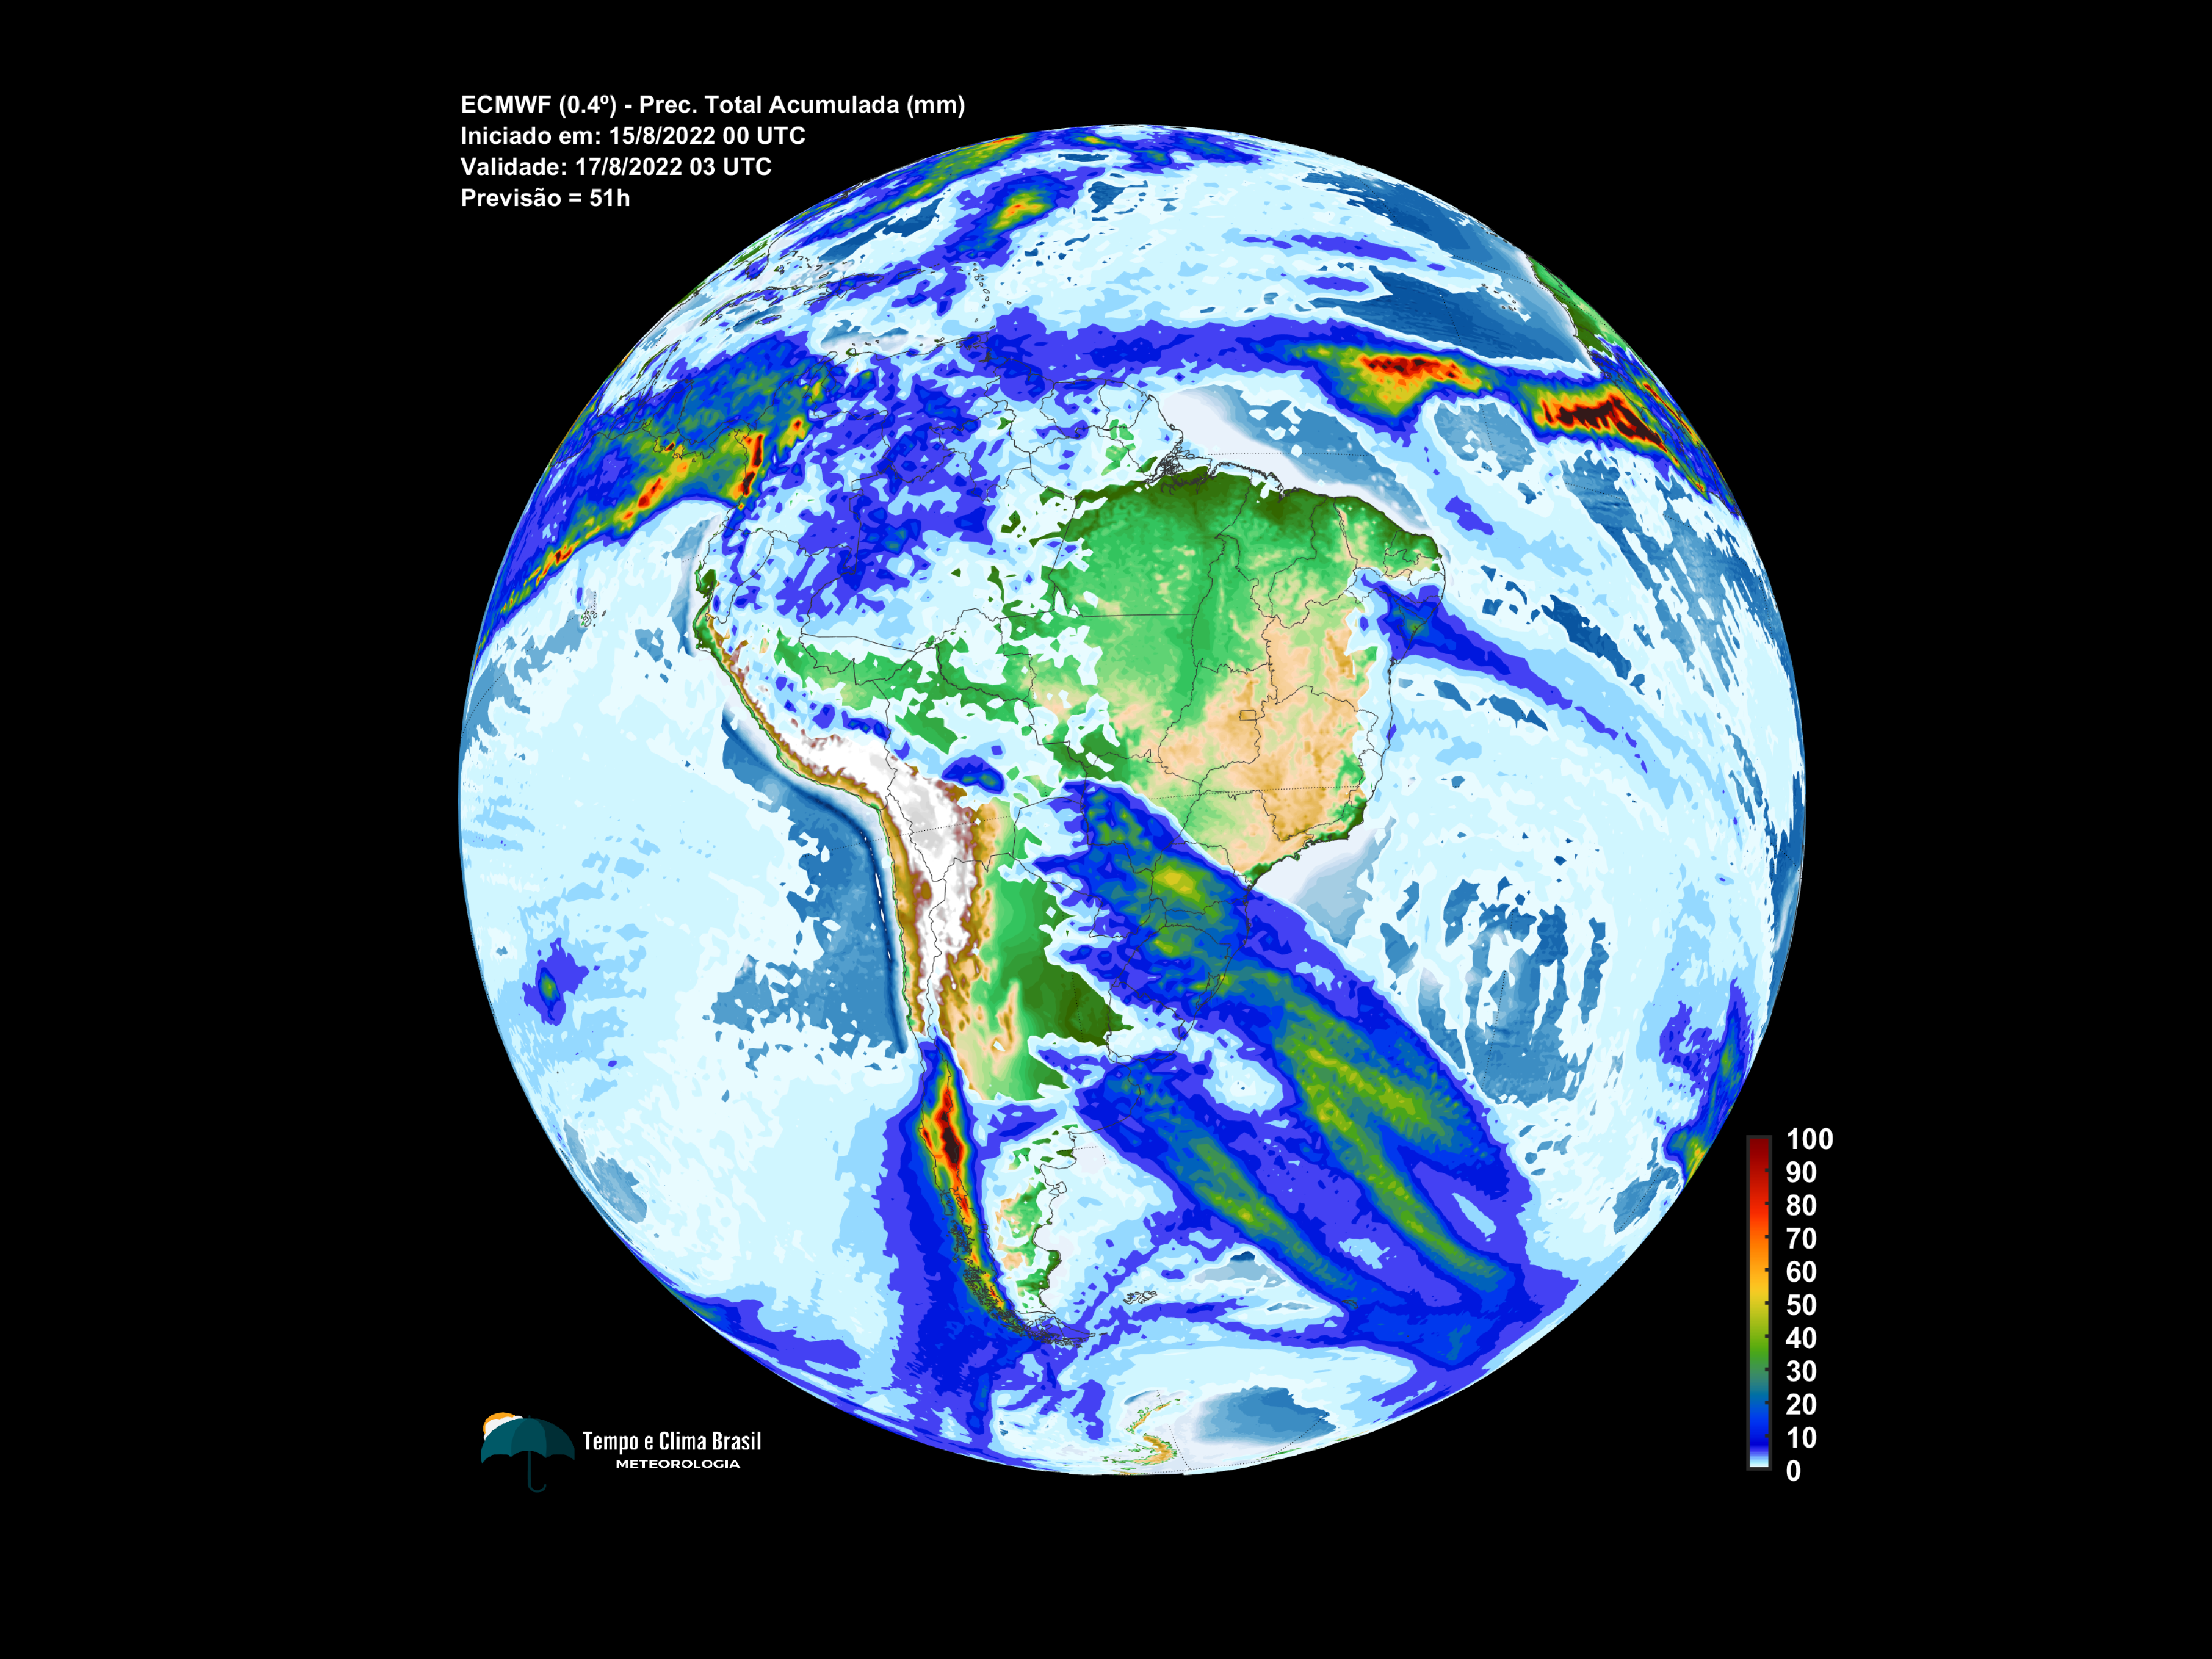 ECMWF (0.4º) - Prec. Total Acumulada (mm)
Iniciado em: 15/8/2022 00 UTC
Validade: 17/8/2022 03 UTC
Previsão = 51h
100
90
80
70
60
50
40
30
20
10
0
Tempo e Clima Brasil
METEOROLOGIA